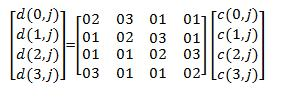 d(0,j) 02 03 01 01 c(0,j)
d(1,j) = 01 02 03 01 c(1,j)
d(2,j) 01 01 02 03 c(2,j)
d(3,j) 03 01 01 02 c(3,j)